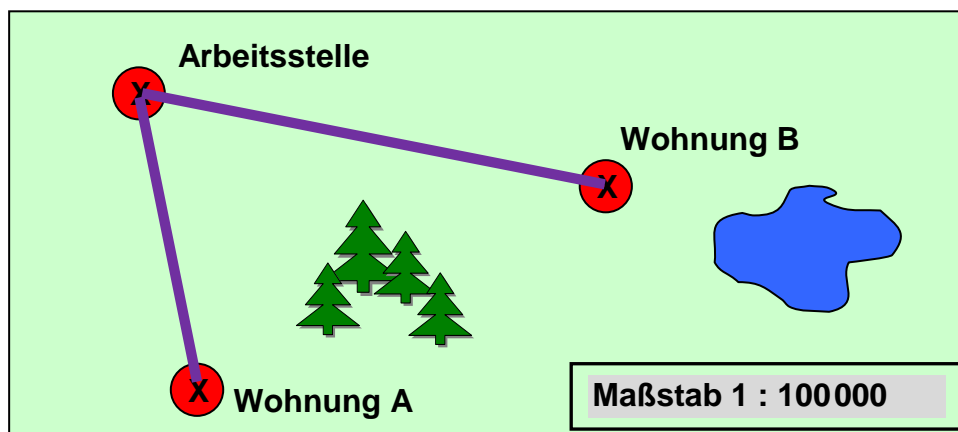 Arbeitsstelle
X
Wohnung B
X
X
Wohnung A
Maßstab 1 : 100000